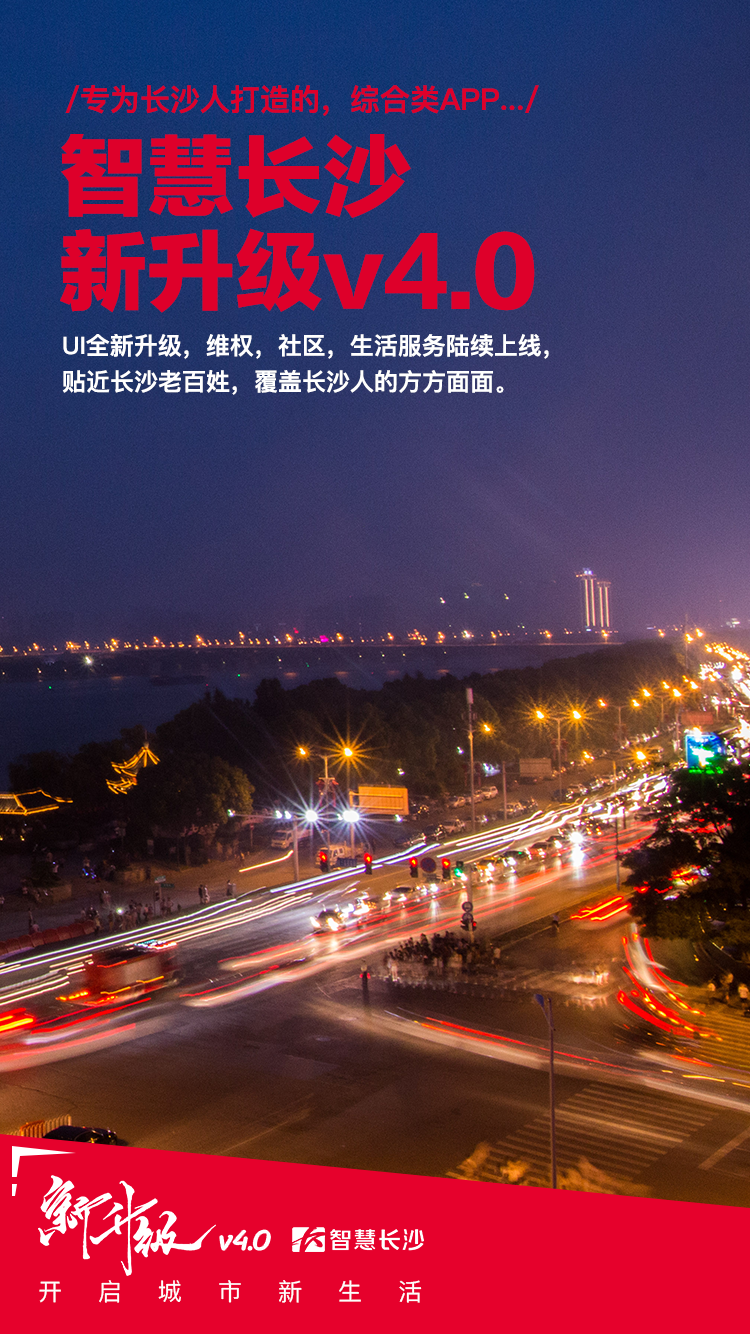 /专为长沙人打造的，综合类APP.../
智慧长沙
新升级v4.0
UI全新升级，维权，社区，生活服务陆续上线，
贴近长沙老百姓，覆盖长沙人的方方面面。
新升级 v4.0 智慧长沙
开启城市新生活